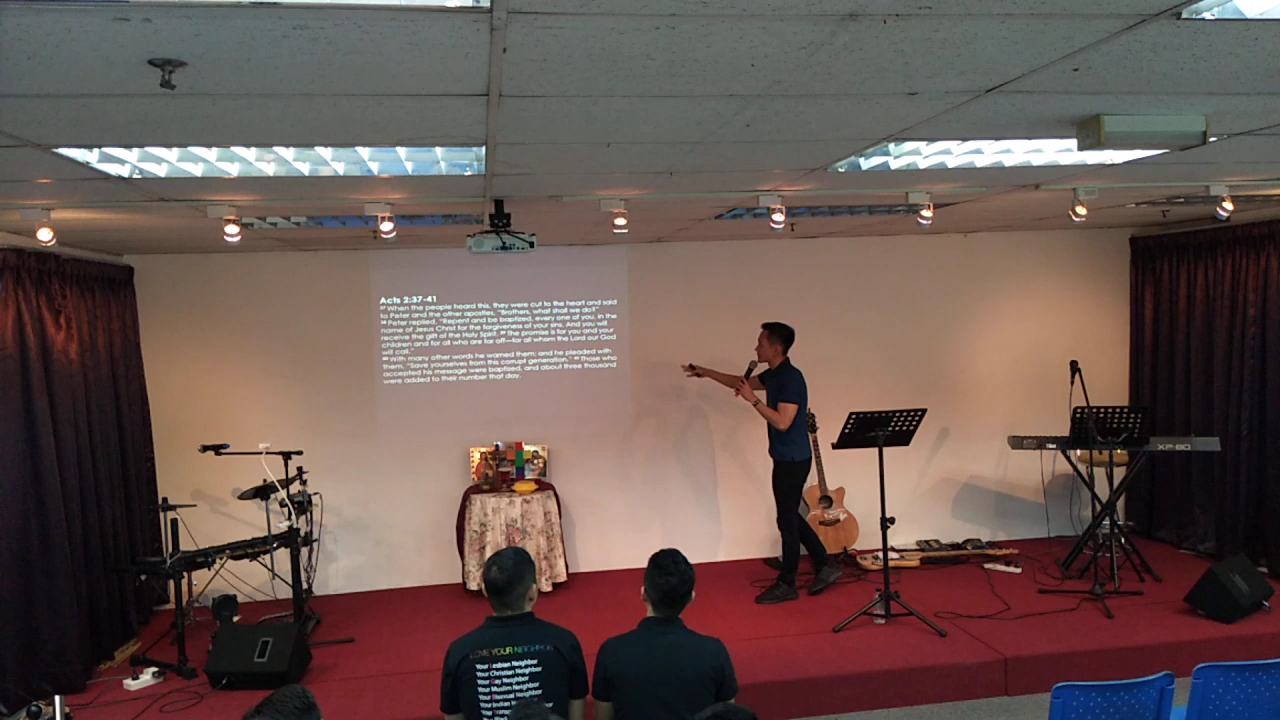 Acts 2:37-41
37 When the people heard this, they were cut to the heart and said
to Peter and the other apostles, "Brothers, what shall we do?"
38 Peter replied, "Repent and be baptized, every one of you, in the
name of Jesus Christ for the forgiveness of your sins. And you will
receive the gift of the Holy Spirit. 39 The promise is for you and your
children and for all who are far off—for all whom the Lord our God
will call."
40 With many other words he warned them; and he pleaded with
them, "Save yourselves from this corrupt generation." 41 Those who
accepted his message were baptized, and about three thousand
were added to their number that day.
XP-80
LOVE YOUR NEIGHBOR
Your Lesbian Neighbor
Your Christian Neighbor
Your Gay Neighbor
Your Muslim Neighbor
Your Bisexual Neighbor
Your Indian
Your
Your